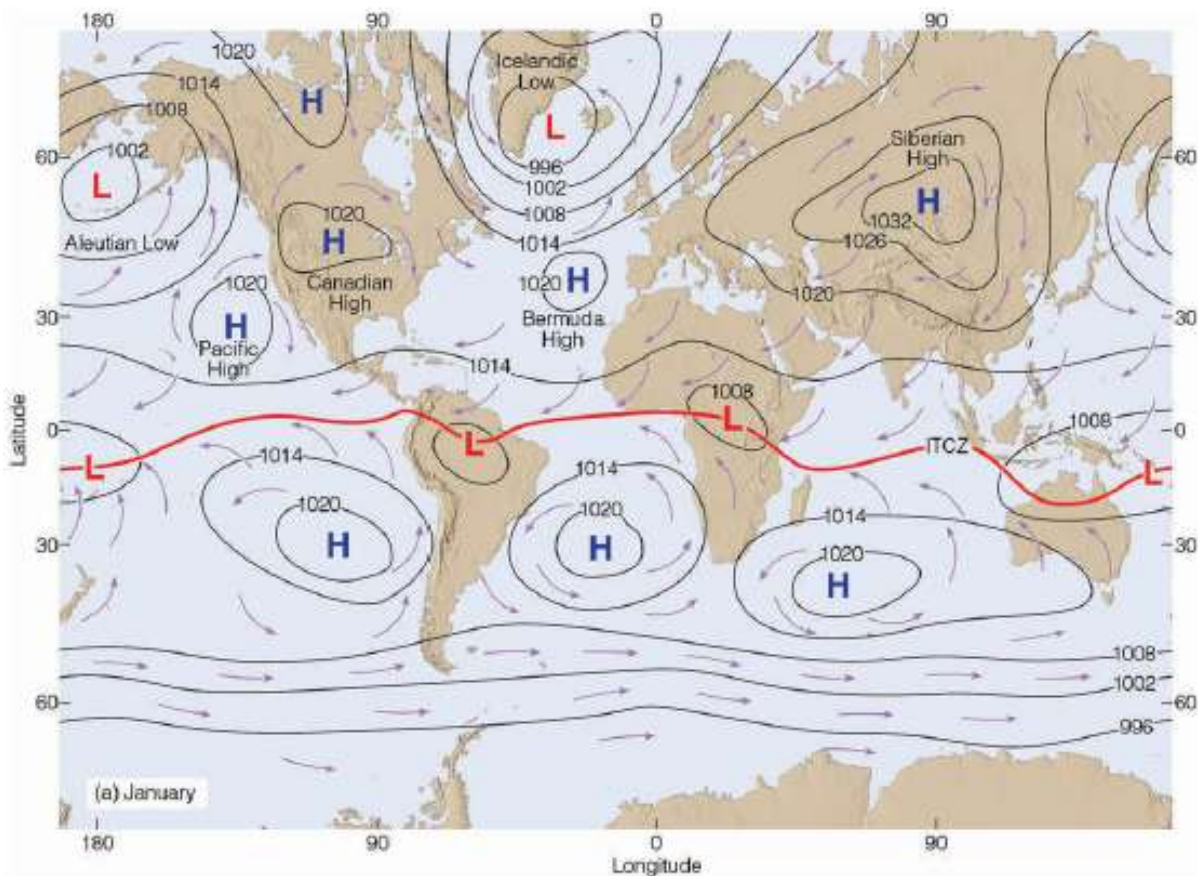 180
90
0
90
1020
1014
1008
1002
L
Aleutian Low
H
Icelandic
Low
L
996
1002
1008
1014
Siberian
High
H
1032
1026
1020
60
60
1020
H
Canadian
High
1020
H
Bermuda
High
1020
H
Pacific
High
30
30
1014
1008
L
L
L
ITCZ
1008
L
0
0
Latitude
1014
1020
H
1014
1020
H
1014
1020
H
30
30
1008
1002
996
60
60
(a) January
180
90
0
90
Longitude